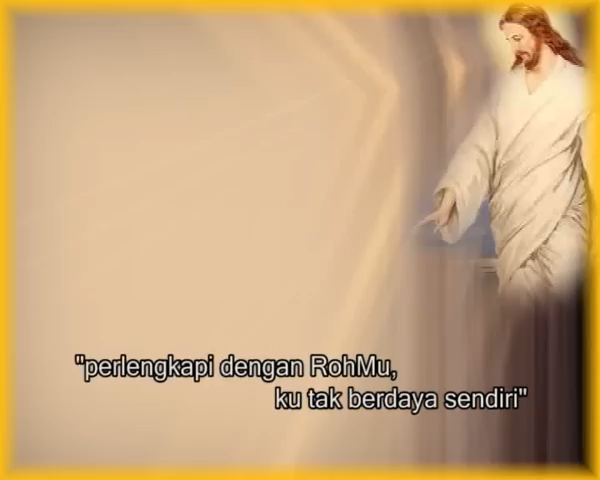 "perlengkapi dengan RohMu,
ku tak berdaya sendiri"